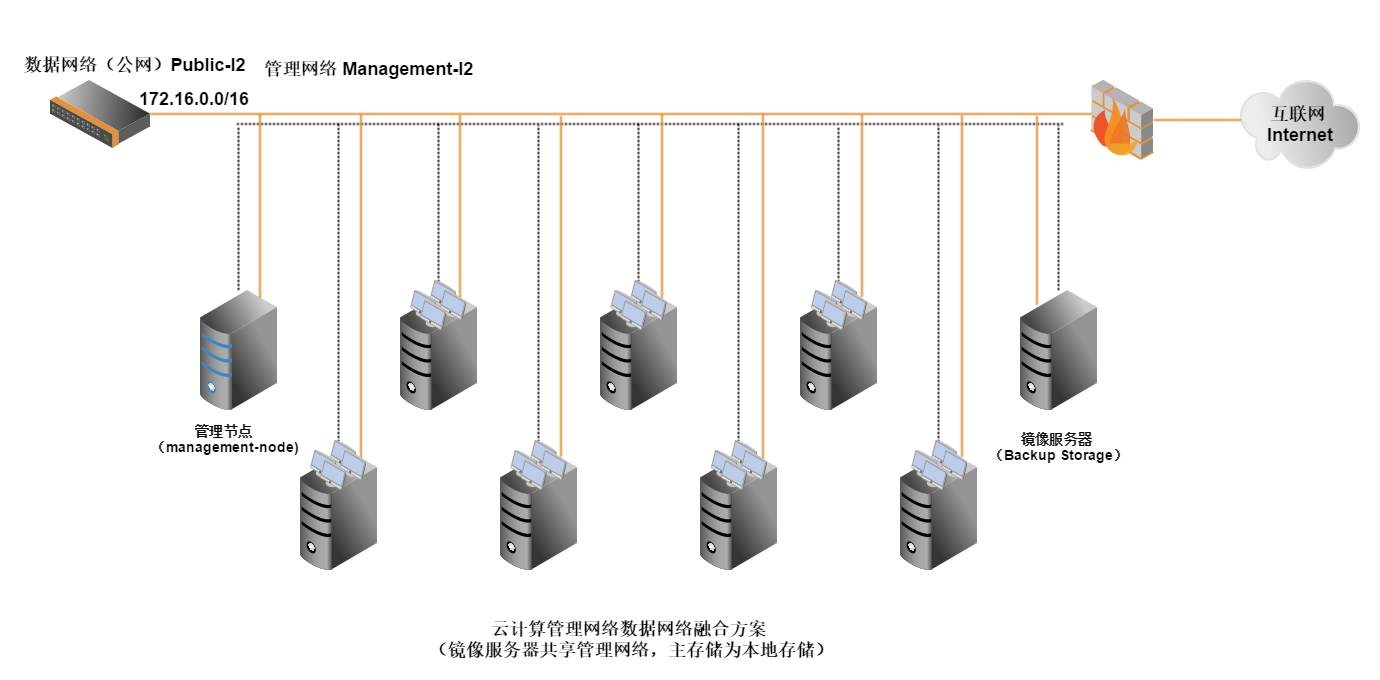 数据网络（公网）Public-l2
管理网络 Management-l2
172.16.0.0/16
互联网
Internet
管理节点
（management-node)
镜像服务器
（Backup Storage）
云计算管理网络数据网络融合方案
（镜像服务器共享管理网络，主存储为本地存储）